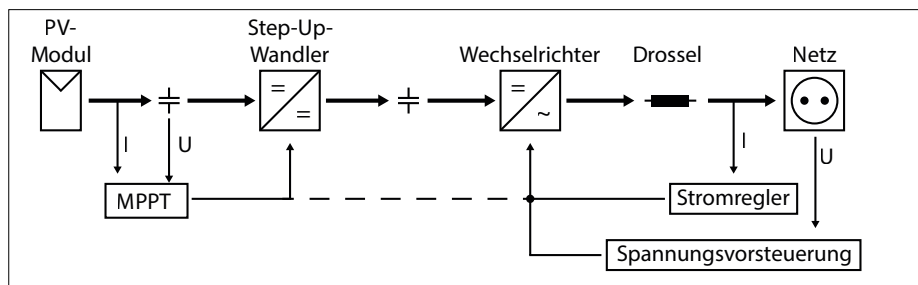 PV-
Modul
Step-Up-
Wandler
Wechselrichter
Drossel
Netz
=
=
=
~
I
U
I
U
MPPT
Stromregler
Spannungsvorsteuerung